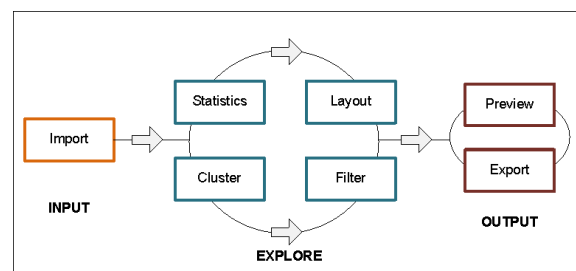 Statistics
Layout
Preview
Import
Cluster
Filter
Export
INPUT
OUTPUT
EXPLORE